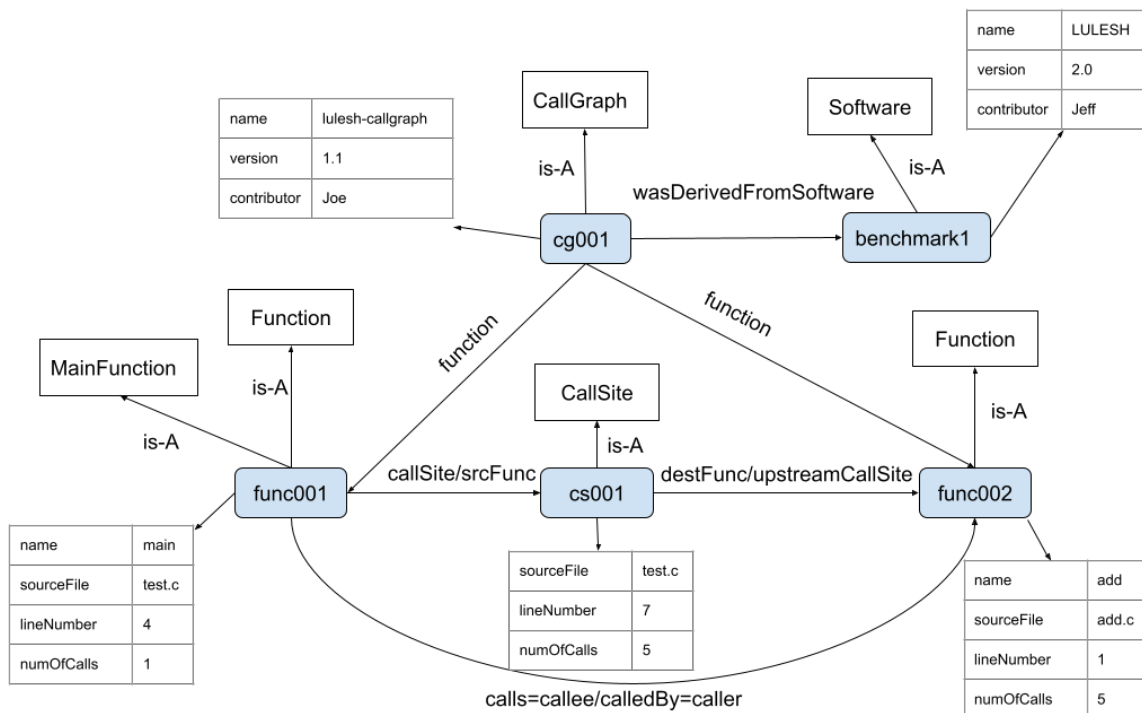 name LULESH
version 2.0
contributor Jeff
CallGraph
Software
name lulesh-callgraph
version 1.1
contributor Joe
is-A
is-A
wasDerivedFromSoftware
cg001
benchmark1
function
function
Function
Function
MainFunction
CallSite
is-A
is-A
is-A
is-A
callSite/srcFunc
destFunc/upstreamCallSite
func001
cs001
func002
name main
sourceFile test.c
lineNumber 4
numOfCalls 1
sourceFile test.c
lineNumber 7
numOfCalls 5
name add
sourceFile add.c
lineNumber 1
numOfCalls 5
calls=callee/calledBy=caller